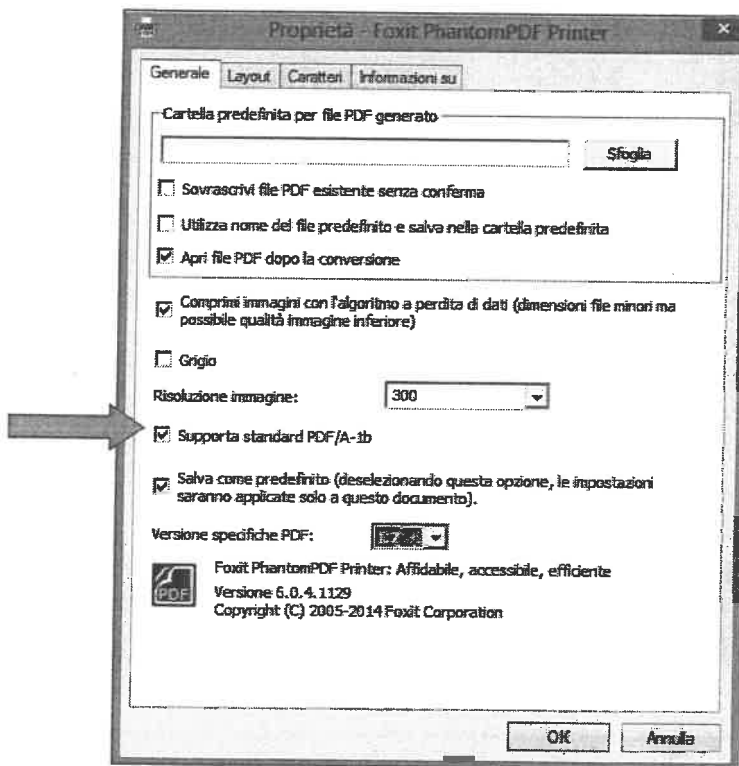 Proprietà - Foxit PhantomPDF Printer
Generale Layout Caratteri Informazioni su
Cartella predefinita per file PDF generato
Sfoglia
Sovrascrivi file PDF esistente senza conferma
Utilizza nome del file predefinito e salva nella cartella predefinita
Apri file PDF dopo la conversione
Comprimi immagini con l'algoritmo a perdita di dati (dimensioni file minori ma
possibile qualità immagine inferiore)
Grigio
Risoluzione immagine: 300
Supporta standard PDF/A-1b
Salva come predefinito (deselezionando questa opzione, le impostazioni
saranno applicate solo a questo documento).
Versione specifiche PDF:
Foxit PhantomPDF Printer: Affidabile, accessibile, efficiente
PDF
Versione 6.0.4.1129
Copyright (C) 2005-2014 Foxit Corporation
OK Annulla